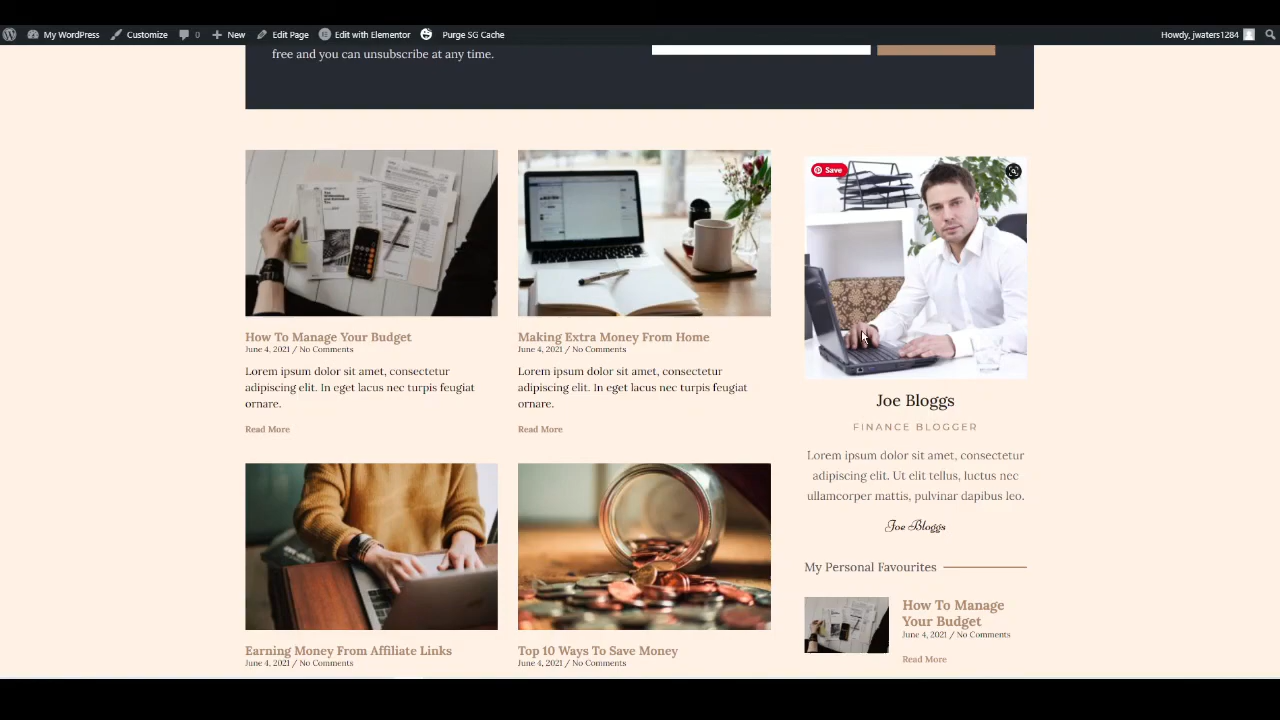 My WordPress Customize 0 New Edit Page Edit with Elementor Purge SG Cache Howdy, jwaters1284
free and you can unsubscribe at any time.
Save
How To Manage Your Budget
June 4, 2021 / No Comments
Lorem ipsum dolor sit amet, consectetur
adipiscing elit. In eget lacus nec turpis feugiat
ornare.
Read More
Making Extra Money From Home
June 4, 2021 / No Comments
Lorem ipsum dolor sit amet, consectetur
adipiscing elit. In eget lacus nec turpis feugiat
ornare.
Read More
Earning Money From Affiliate Links
June 4, 2021 / No Comments
Top 10 Ways To Save Money
June 4, 2021 / No Comments
Joe Bloggs
FINANCE BLOGGER
Lorem ipsum dolor sit amet, consectetur
adipiscing elit. Ut elit tellus, luctus nec
ullamcorper mattis, pulvinar dapibus leo.
Joe Bloggs
My Personal Favourites
How To Manage
Your Budget
June 4, 2021 / No Comments
Read More